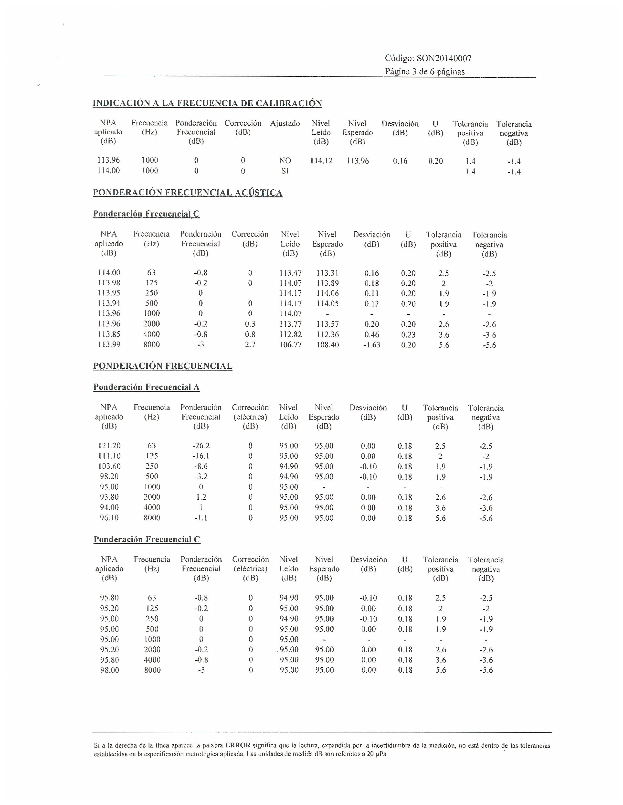 Código: SON20140007
Página 3 de 6 páginas
INDICACIÓN A LA FRECUENCIA DE CALIBRACIÓN
NPA aplicado (dB) Frecuencia (Hz) Ponderación Frecuencial (dB) Corrección (dB) Ajustado Nivel Leído (dB) Nivel Esperado (dB) Desviación (dB) U (dB) Tolerancia positiva (dB) Tolerancia negativa (dB)
113.96 1000 0 0 NO 114.12 113.96 0.16 0.20 1.4 -1.4
114.00 1000 0 0 SI 1.4 -1.4
PONDERACIÓN FRECUENCIAL ACÚSTICA
Ponderación Frecuencial C
NPA aplicado (dB) Frecuencia (Hz) Ponderación Frecuencial (dB) Corrección (dB) Nivel Leído (dB) Nivel Esperado (dB) Desviación (dB) U (dB) Tolerancia positiva (dB) Tolerancia negativa (dB)
114.00 63 -0.8 0 113.47 113.31 0.16 0.20 2.5 -2.5
113.98 125 -0.2 0 114.07 113.89 0.18 0.20 2 -2
113.95 250 0 114.17 114.06 0.11 0.20 1.9 -1.9
113.94 500 0 0 114.17 114.05 0.12 0.20 1.9 -1.9
113.96 1000 0 0 114.07 - - - - -
113.96 2000 -0.2 0.3 113.77 113.57 0.20 0.20 2.6 -2.6
113.85 4000 -0.8 0.8 112.82 112.36 0.46 0.23 3.6 -3.6
113.99 8000 -3 2.7 106.77 108.40 -1.63 0.20 5.6 -5.6
PONDERACIÓN FRECUENCIAL
Ponderación Frecuencial A
NPA aplicado (dB) Frecuencia (Hz) Ponderación Frecuencial (dB) Corrección (eléctrica) (dB) Nivel Leído (dB) Nivel Esperado (dB) Desviación (dB) U (dB) Tolerancia positiva (dB) Tolerancia negativa (dB)
121.20 63 -26.2 0 95.00 95.00 0.00 0.18 2.5 -2.5
111.10 125 -16.1 0 95.00 95.00 0.00 0.18 2 -2
103.60 250 -8.6 0 94.90 95.00 -0.10 0.18 1.9 -1.9
98.20 500 -3.2 0 94.90 95.00 -0.10 0.18 1.9 -1.9
95.00 1000 0 0 95.00 - - -
93.80 2000 1.2 0 95.00 95.00 0.00 0.18 2.6 -2.6
94.00 4000 1 0 95.00 95.00 0.00 0.18 3.6 -3.6
96.10 8000 -1.1 0 95.00 95.00 0.00 0.18 5.6 -5.6
Ponderación Frecuencial C
NPA aplicado (dB) Frecuencia (Hz) Ponderación Frecuencial (dB) Corrección (eléctrica) (dB) Nivel Leído (dB) Nivel Esperado (dB) Desviación (dB) U (dB) Tolerancia positiva (dB) Tolerancia negativa (dB)
95.80 63 -0.8 0 94.90 95.00 -0.10 0.18 2.5 -2.5
95.20 125 -0.2 0 95.00 95.00 0.00 0.18 2 -2
95.00 250 0 0 94.90 95.00 -0.10 0.18 1.9 -1.9
95.00 500 0 0 95.00 95.00 0.00 0.18 1.9 -1.9
95.00 1000 0 0 95.00 - - - - -
95.20 2000 -0.2 0 95.00 95.00 0.00 0.18 2.6 -2.6
95.80 4000 -0.8 0 95.00 95.00 0.00 0.18 3.6 -3.6
98.00 8000 -3 0 95.00 95.00 0.00 0.18 5.6 -5.6
Si a la derecha de la línea aparece la palabra ERROR significa que la lectura, expandida por la incertidumbre de la medición, no está dentro de las tolerancias
establecidas en la especificación metrológica aplicada. Las unidades de medida dB son referidos a 20 µPa.